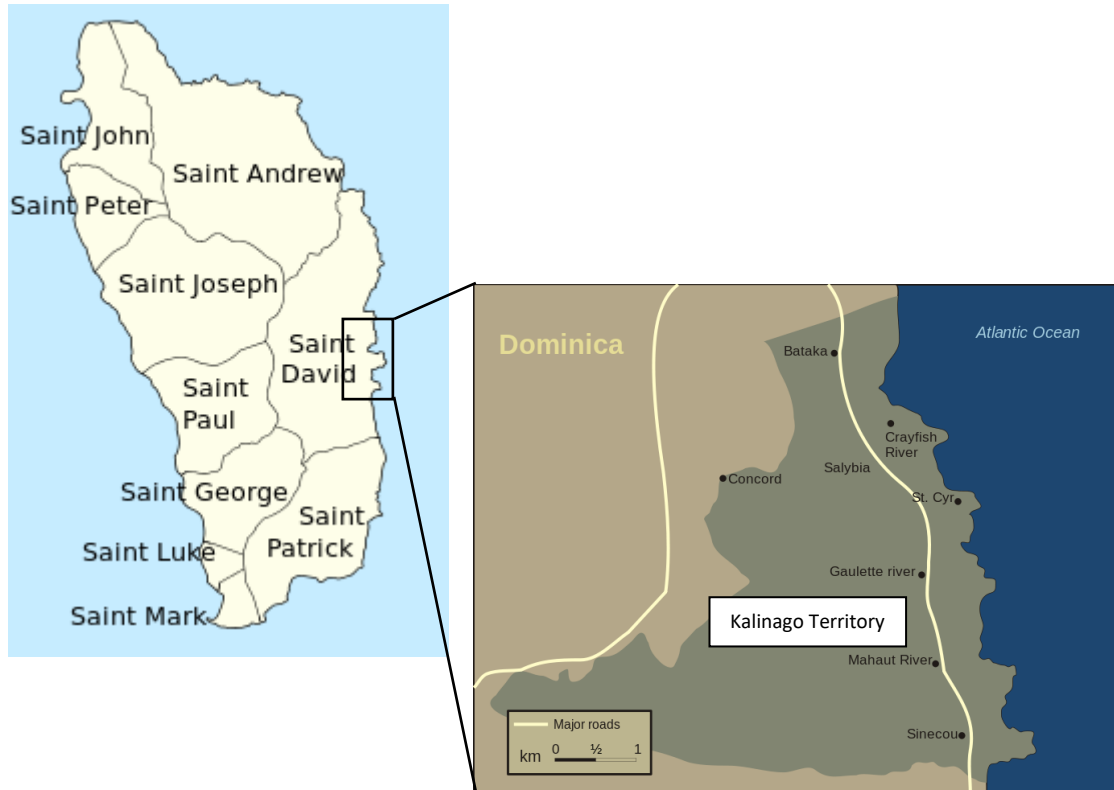 Saint John
Saint Andrew
Saint Peter
Saint Joseph
Saint
David
Saint
Paul
Saint George
Saint
Patrick
Saint Luke
Saint Mark
Dominica
Atlantic Ocean
Bataka
Crayfish
River
Salybia
Concord
St. Cyr
Gaulette river
Kalinago Territory
Mahaut River
Sinecou
Major roads
km 0 ½ 1